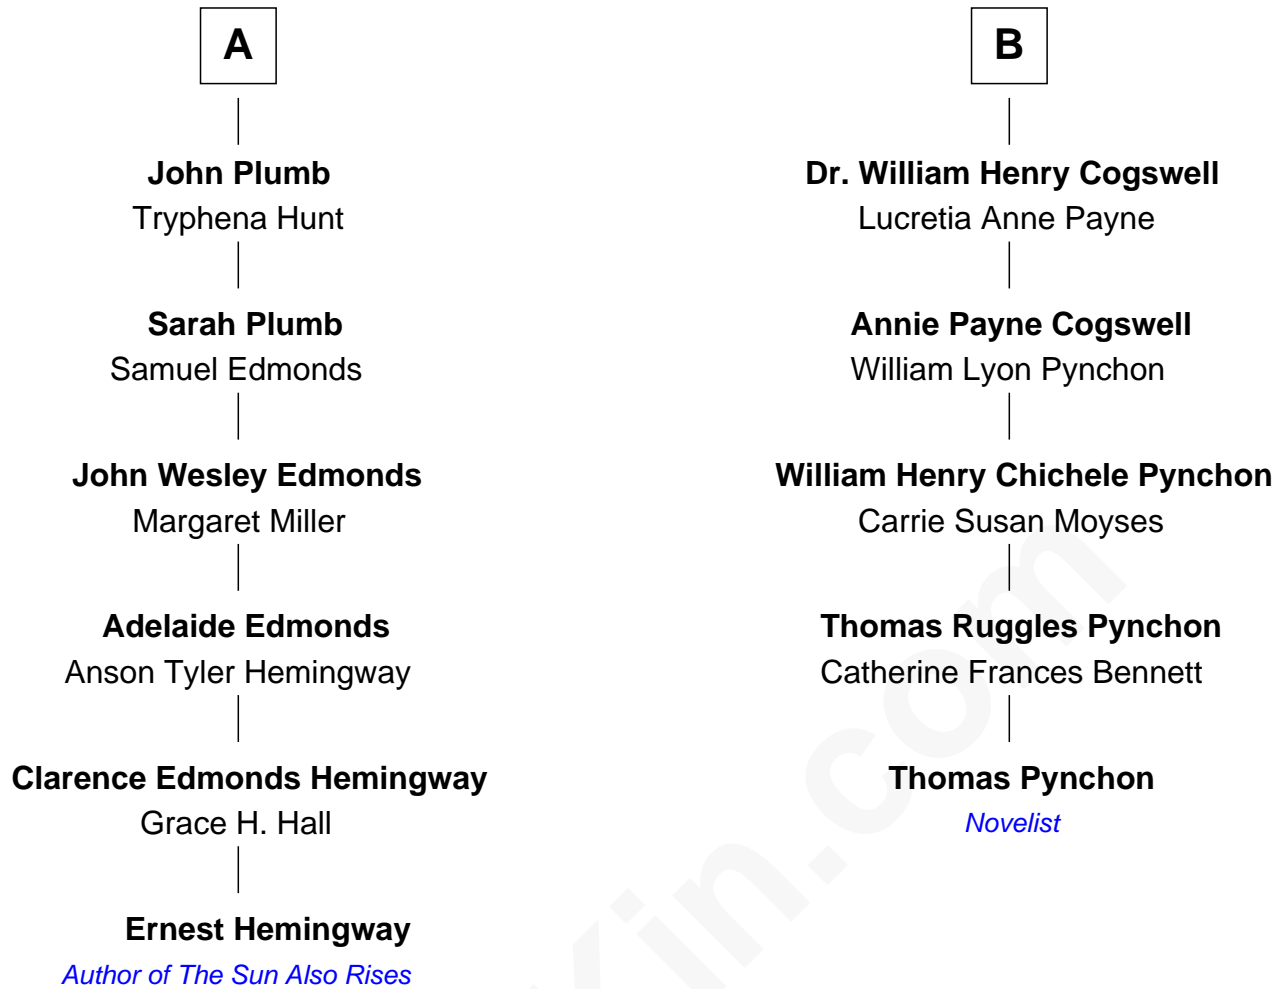 A
John Plumb
Tryphena Hunt
Sarah Plumb
Samuel Edmonds
John Wesley Edmonds
Margaret Miller
Adelaide Edmonds
Anson Tyler Hemingway
Clarence Edmonds Hemingway
Grace H. Hall
Ernest Hemingway
Author of The Sun Also Rises
B
Dr. William Henry Cogswell
Lucretia Anne Payne
Annie Payne Cogswell
William Lyon Pynchon
William Henry Chichele Pynchon
Carrie Susan Moyses
Thomas Ruggles Pynchon
Catherine Frances Bennett
Thomas Pynchon
Novelist
Kin.com